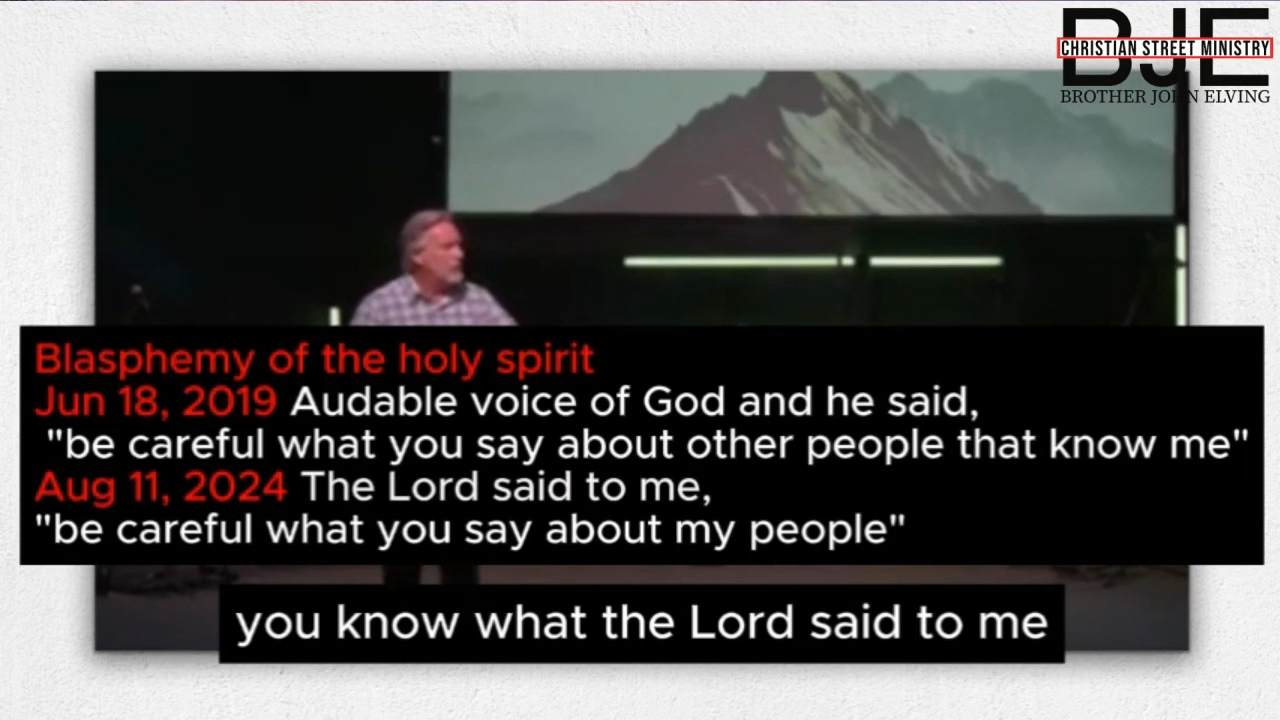 BJE
CHRISTIAN STREET MINISTRY
BROTHER JOHN ELVING
Blasphemy of the holy spirit
Jun 18, 2019 Audable voice of God and he said,
"be careful what you say about other people that know me"
Aug 11, 2024 The Lord said to me,
"be careful what you say about my people"
you know what the Lord said to me